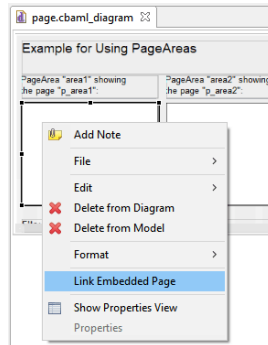 page.cbaml_diagram
Example for Using PageAreas
PageArea "area1" showing
the page "p_area1":
PageArea "area2" showing
the page "p_area2":
Add Note
File
Edit
Delete from Diagram
Delete from Model
Format
Link Embedded Page
Show Properties View
Properties